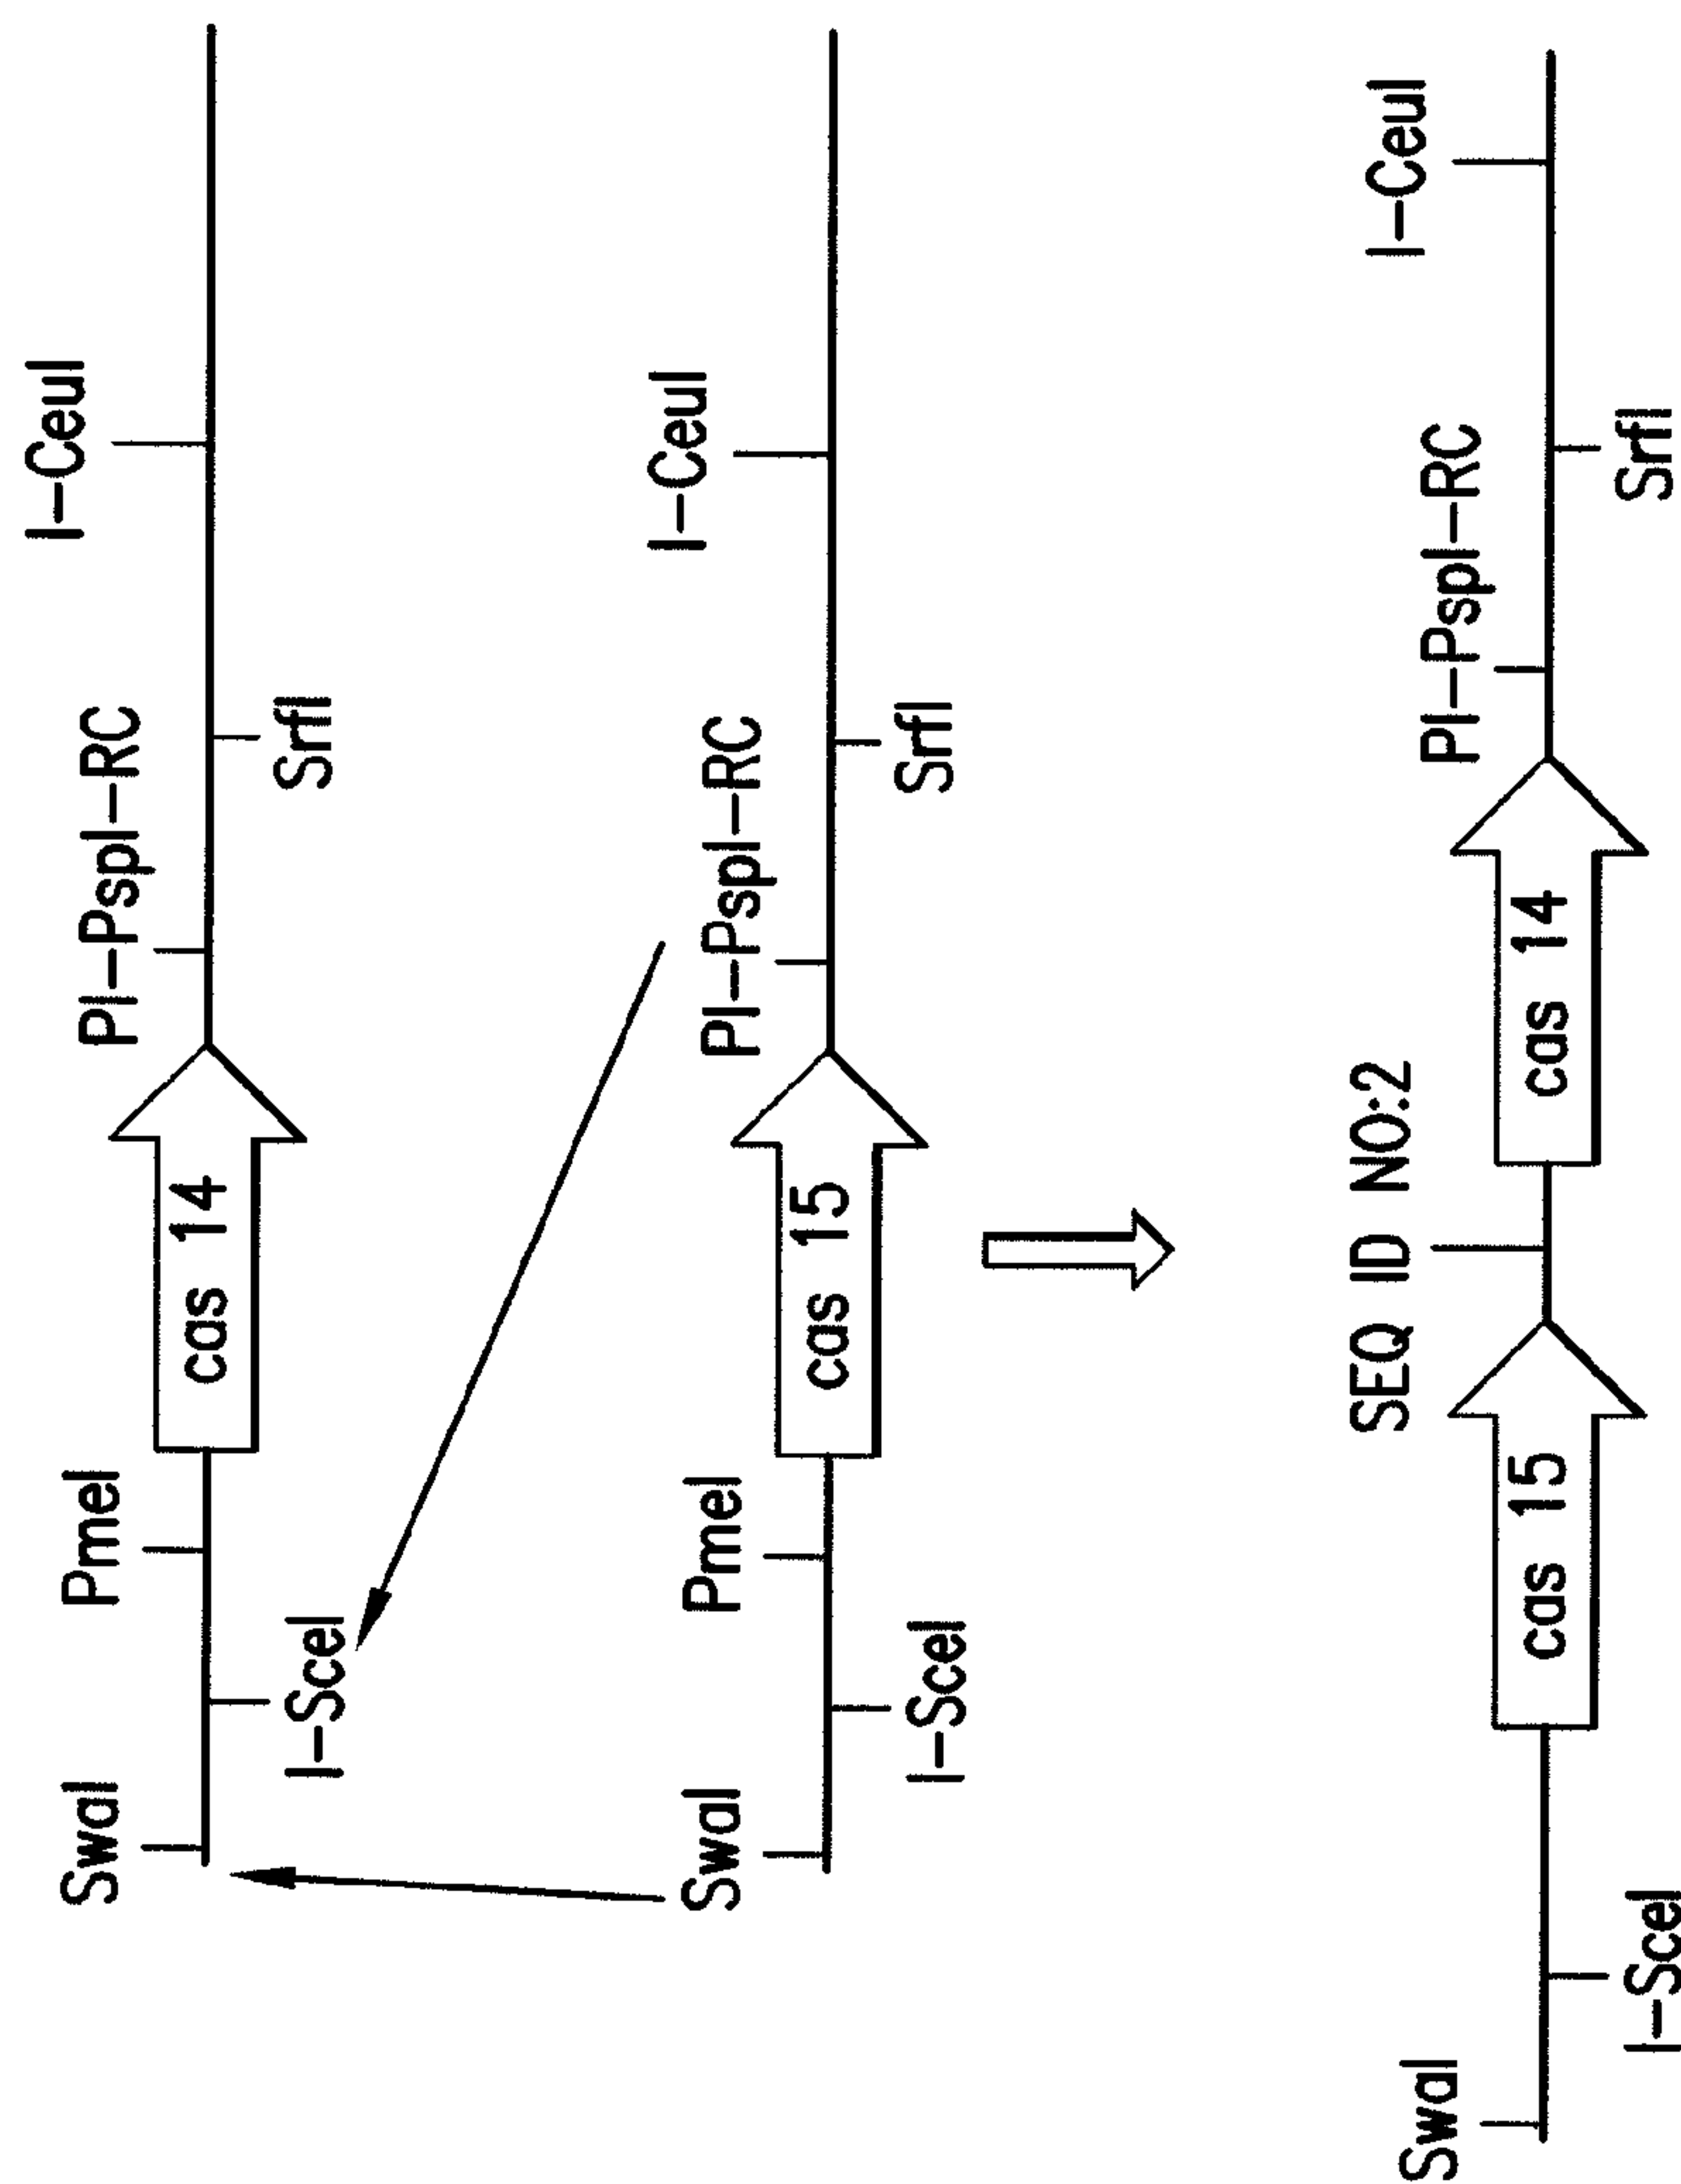 I-CeuI
PI-PspI-RC
SwaI
PmeI
cas 14
SrfI
I-SceI
I-CeuI
PI-PspI-RC
SwaI
PmeI
cas 15
SrfI
I-SceI
SEQ ID NO:2
PI-PspI-RC
I-CeuI
SwaI
cas 15
cas 14
SrfI
I-SceI